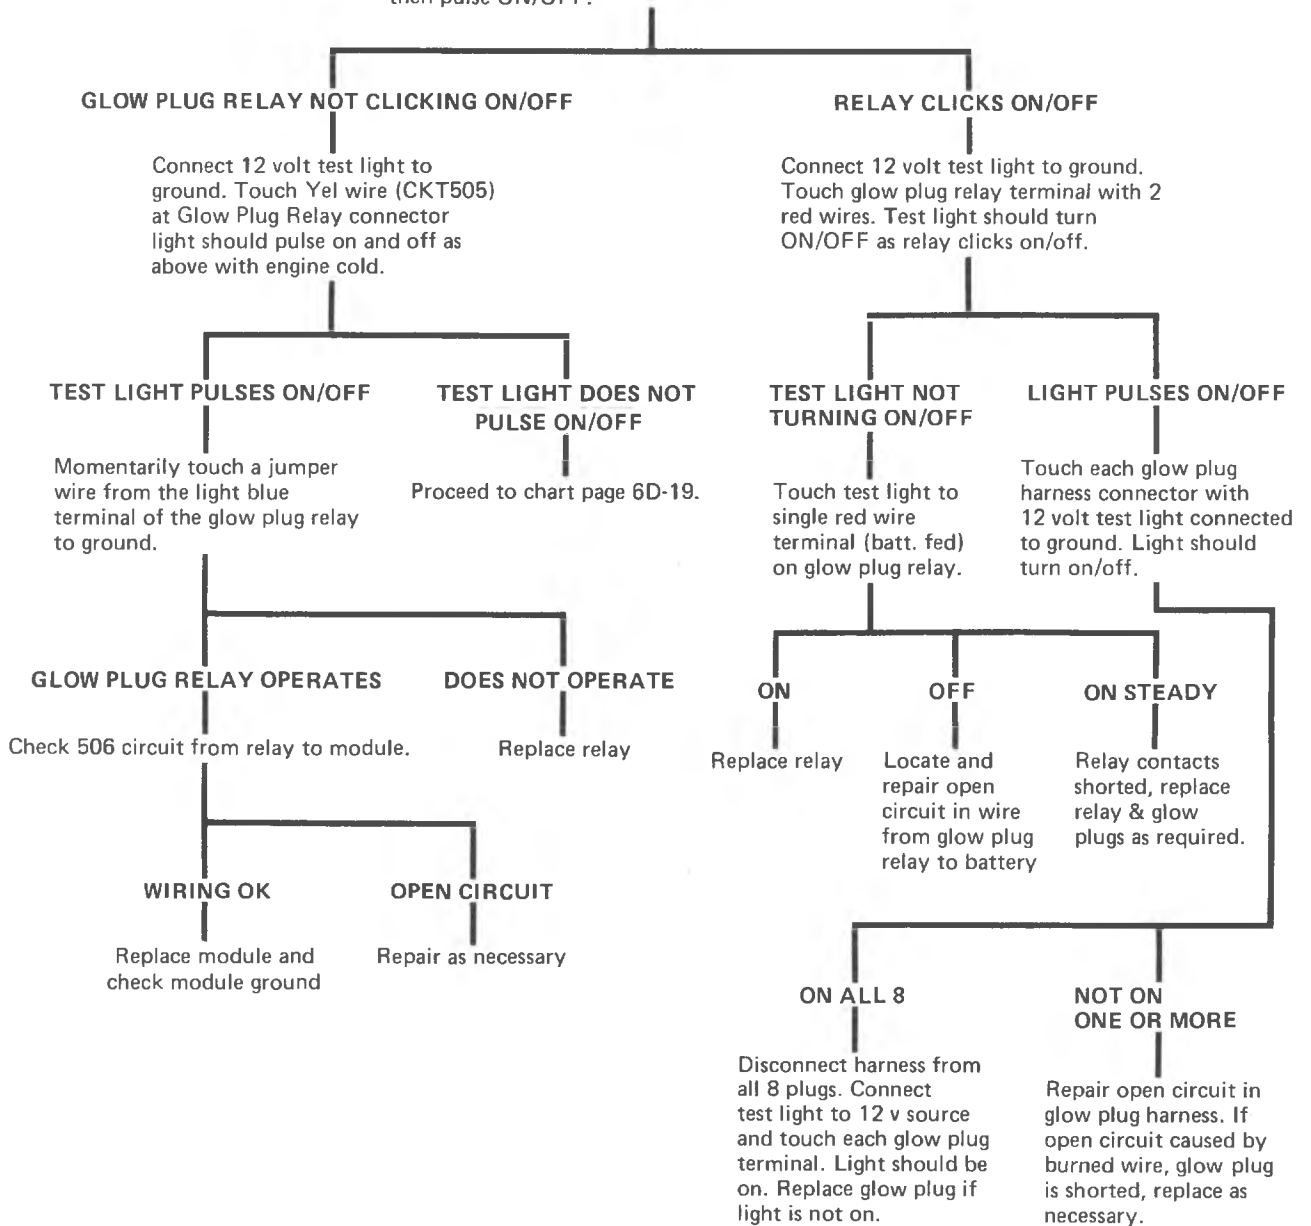 then pulse ON/OFF.
GLOW PLUG RELAY NOT CLICKING ON/OFF
Connect 12 volt test light to
ground. Touch Yel wire (CKT505)
at Glow Plug Relay connector
light should pulse on and off as
above with engine cold.
TEST LIGHT PULSES ON/OFF
Momentarily touch a jumper
wire from the light blue
terminal of the glow plug relay
to ground.
GLOW PLUG RELAY OPERATES
Check 506 circuit from relay to module.
WIRING OK
Replace module and
check module ground
OPEN CIRCUIT
Repair as necessary
DOES NOT OPERATE
Replace relay
TEST LIGHT DOES NOT
PULSE ON/OFF
Proceed to chart page 6D-19.
RELAY CLICKS ON/OFF
Connect 12 volt test light to ground.
Touch glow plug relay terminal with 2
red wires. Test light should turn
ON/OFF as relay clicks on/off.
TEST LIGHT NOT
TURNING ON/OFF
Touch test light to
single red wire
terminal (batt. fed)
on glow plug relay.
ON
Replace relay
OFF
Locate and
repair open
circuit in wire
from glow plug
relay to battery
ON STEADY
Relay contacts
shorted, replace
relay & glow
plugs as required.
LIGHT PULSES ON/OFF
Touch each glow plug
harness connector with
12 volt test light connected
to ground. Light should
turn on/off.
ON ALL 8
Disconnect harness from
all 8 plugs. Connect
test light to 12 v source
and touch each glow plug
terminal. Light should be
on. Replace glow plug if
light is not on.
NOT ON
ONE OR MORE
Repair open circuit in
glow plug harness. If
open circuit caused by
burned wire, glow plug
is shorted, replace as
necessary.